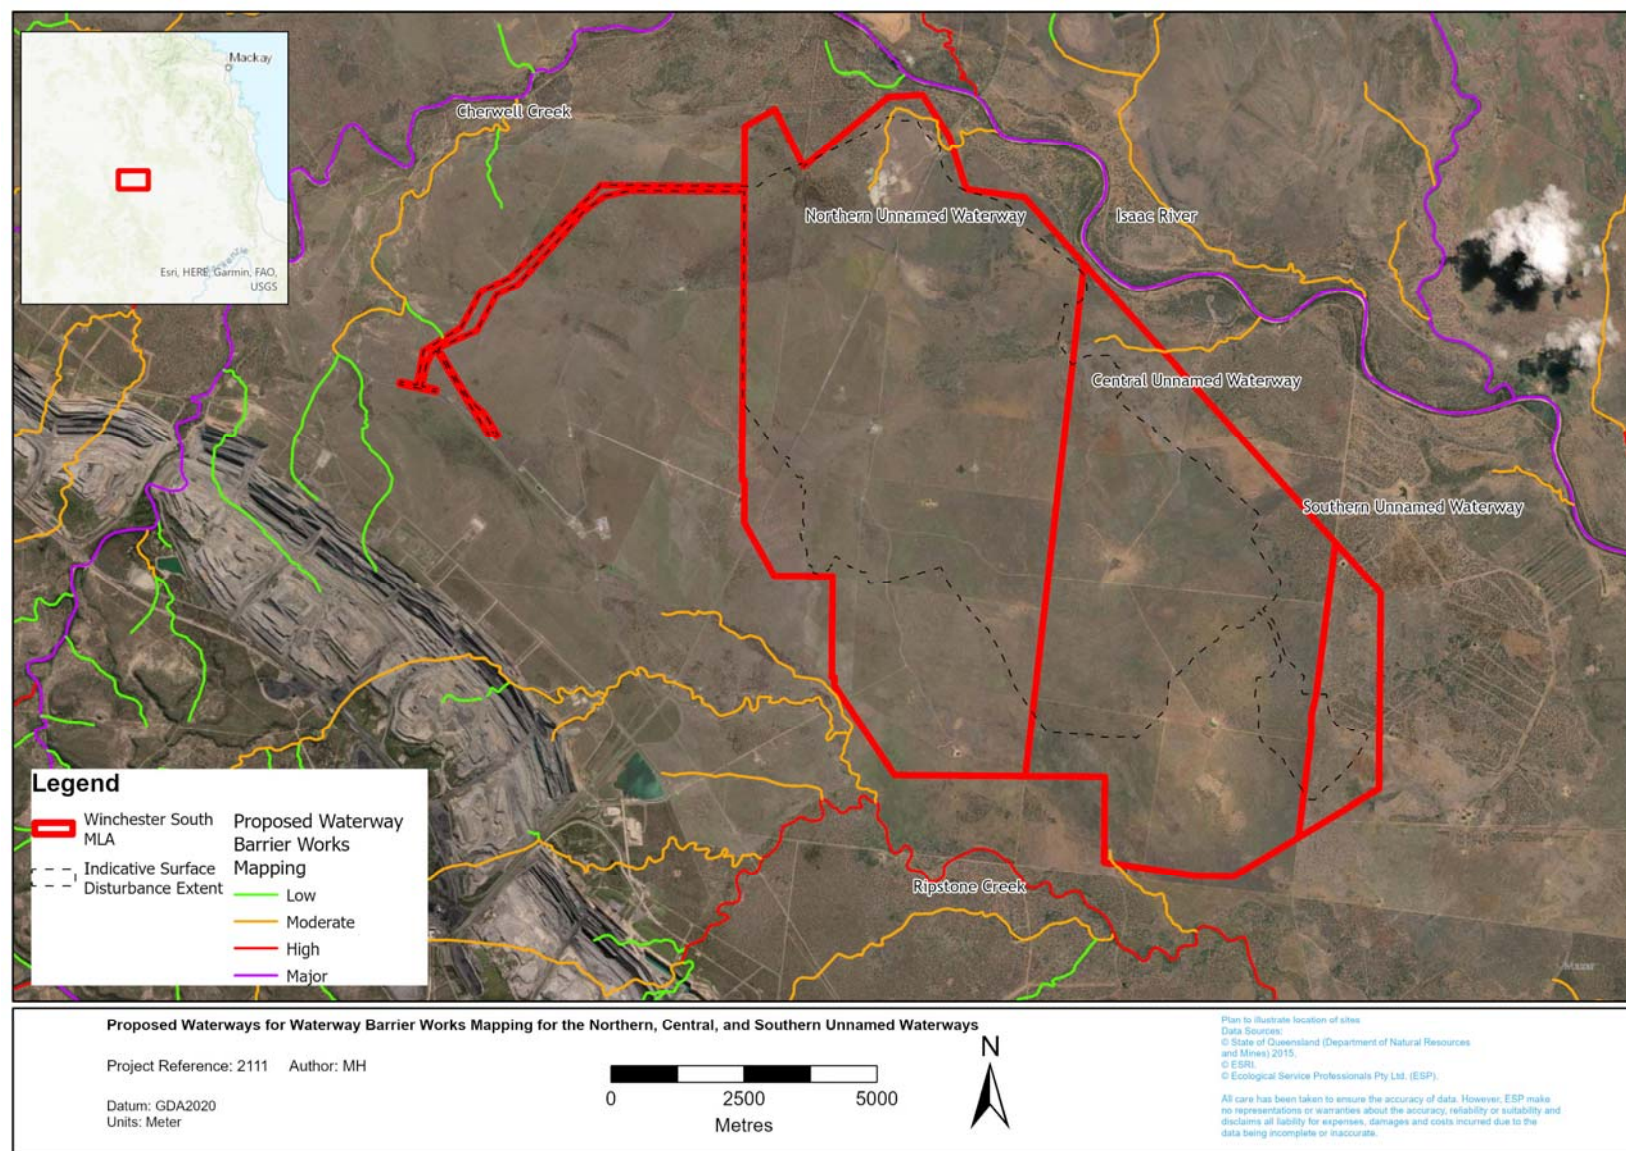 Mackay
Mackenzie
Esri, HERE, Garmin, FAO,
USGS
Cherwell Creek
Northern Unnamed Waterway
Isaac River
Central Unnamed Waterway
Southern Unnamed Waterway
Ripstone Creek
Legend
Winchester South
MLA
Indicative Surface
Disturbance Extent
Proposed Waterway
Barrier Works
Mapping
Low
Moderate
High
Major
Maxar
Proposed Waterways for Waterway Barrier Works Mapping for the Northern, Central, and Southern Unnamed Waterways
Project Reference: 2111 Author: MH
Datum: GDA2020
Units: Meter
0 2500 5000
Metres
N
Plan to illustrate location of sites
Data Sources:
© State of Queensland (Department of Natural Resources
and Mines) 2015.
© ESRI.
© Ecological Service Professionals Pty Ltd. (ESP).
All care has been taken to ensure the accuracy of data. However, ESP make
no representations or warranties about the accuracy, reliability or suitability and
disclaims all liability for expenses, damages and costs incurred due to the
data being incomplete or inaccurate.